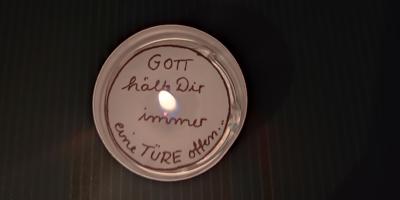 GOTT
hält Dir
immer
eine TÜRE offen...